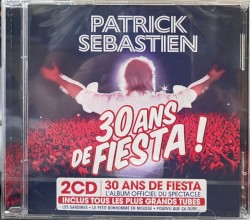 PATRICK
SEBASTIEN
30 ANS
DE FIESTA !
2CD
30 ANS DE FIESTA
L'ALBUM OFFICIEL DU SPECTACLE
INCLUS TOUS LES PLUS GRANDS TUBES
LES SARDINES • LE PETIT BONHOMME EN MOUSSE • POURVU QUE ÇA DURE...